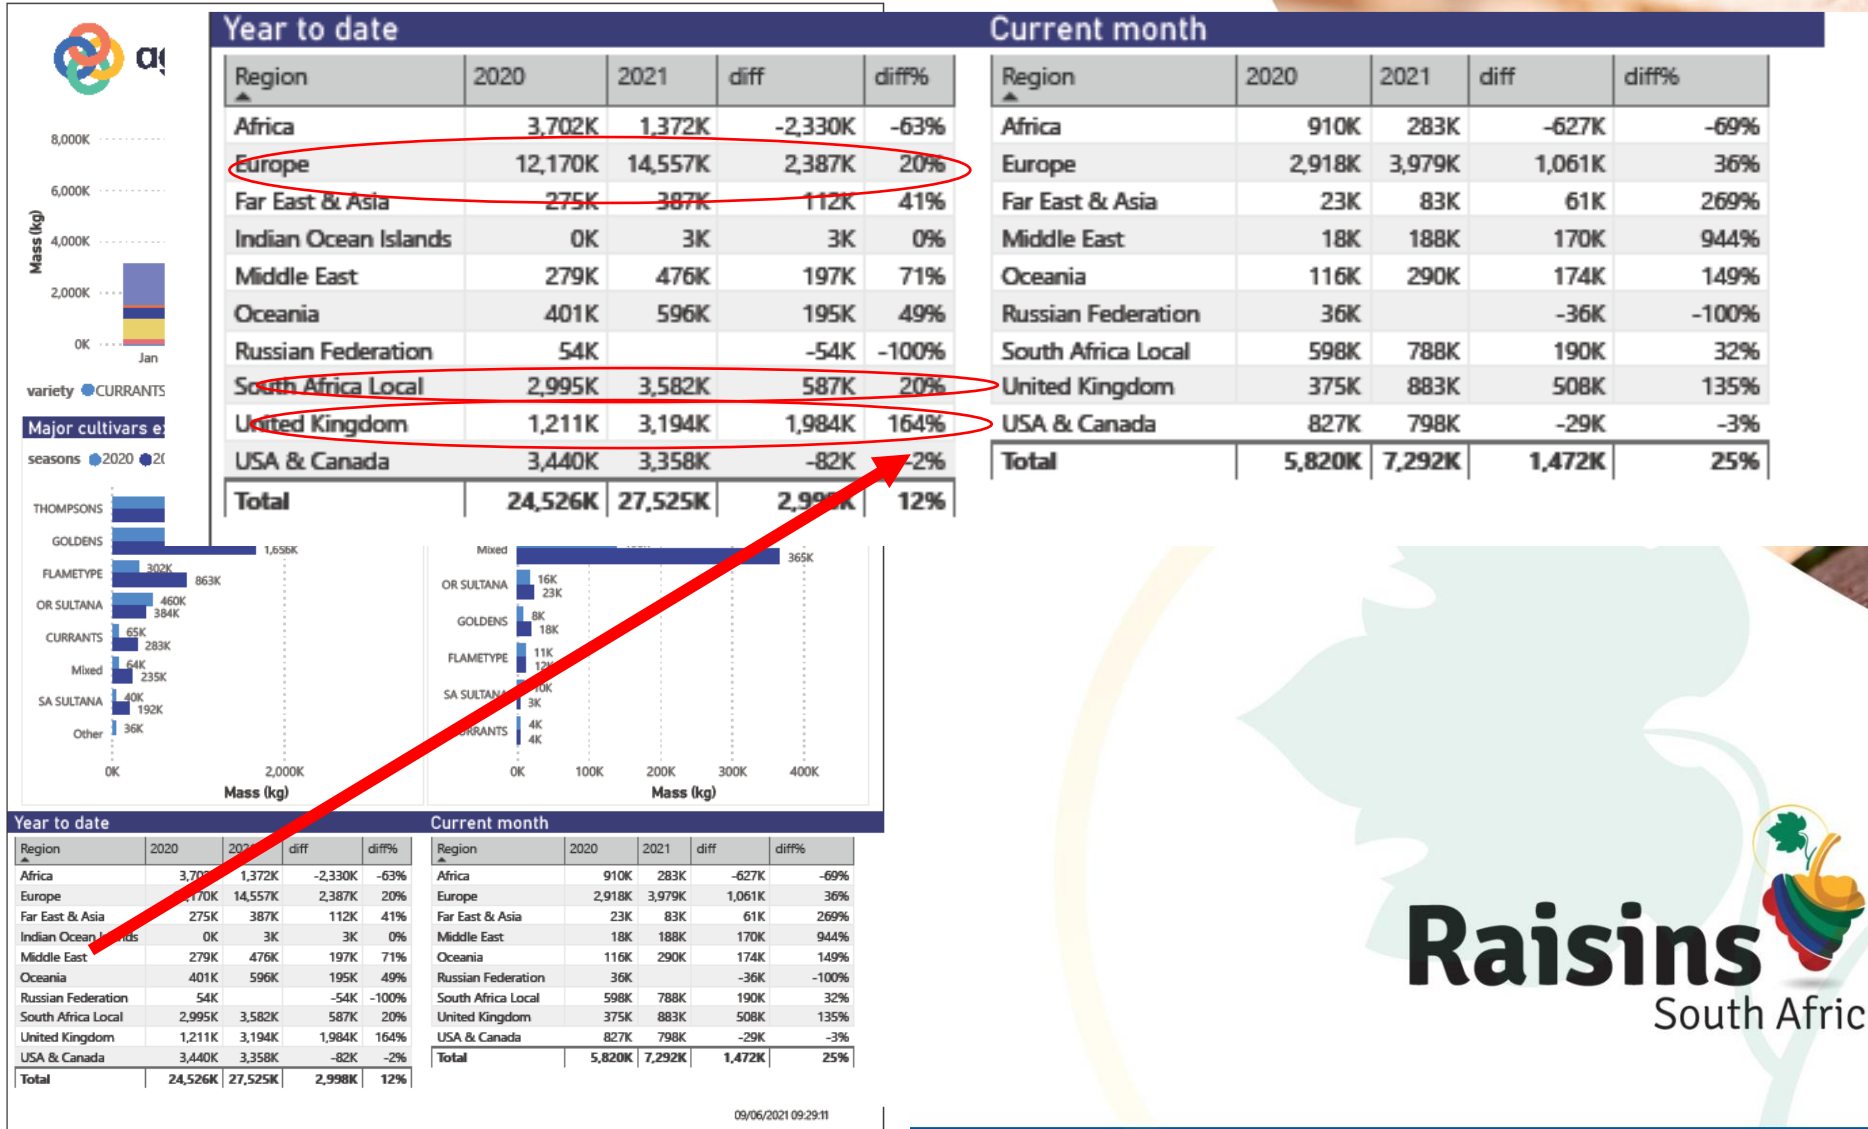 Year to date
Region 2020 2021 diff diff%
Africa 3,702K 1,372K -2,330K -63%
Europe 12,170K 14,557K 2,387K 20%
Far East & Asia 275K 387K 112K 41%
Indian Ocean Islands 0K 3K 3K 0%
Middle East 279K 476K 197K 71%
Oceania 401K 596K 195K 49%
Russian Federation 54K -54K -100%
South Africa Local 2,995K 3,582K 587K 20%
United Kingdom 1,211K 3,194K 1,984K 164%
USA & Canada 3,440K 3,358K -82K -2%
Total 24,526K 27,525K 12%
Current month
Region 2020 2021 diff diff%
Africa 910K 283K -627K -69%
Europe 2,918K 3,979K 1,061K 36%
Far East & Asia 23K 83K 61K 269%
Middle East 18K 188K 170K 944%
Oceania 116K 290K 174K 149%
Russian Federation 36K -36K -100%
South Africa Local 598K 788K 190K 32%
United Kingdom 375K 883K 508K 135%
USA & Canada 827K 798K -29K -3%
Total 5,820K 7,292K 1,472K 25%
Mass (kg)
8,000K
6,000K
4,000K
2,000K
0K
Jan
variety CURRANTS
Major cultivars
seasons 2020
THOMPSONS
GOLDENS 1,656K
FLAMETYPE 302K 863K
OR SULTANA 460K 384K
CURRANTS 65K 283K
Mixed 64K 235K
SA SULTANA 40K 192K
Other 36K
0K 2,000K
Mass (kg)
Mixed 365K
OR SULTANA 16K 23K
GOLDENS 8K 18K
FLAMETYPE 11K 12K
SA SULTANA 3K
4K 4K
0K 100K 200K 300K 400K
Mass (kg)
Year to date
Region 2020 diff diff%
Africa 1,372K -2,330K -63%
Europe 14,557K 2,387K 20%
Far East & Asia 275K 387K 112K 41%
Indian Ocean 0K 3K 3K 0%
Middle East 279K 476K 197K 71%
Oceania 401K 596K 195K 49%
Russian Federation 54K -54K -100%
South Africa Local 2,995K 3,582K 587K 20%
United Kingdom 1,211K 3,194K 1,984K 164%
USA & Canada 3,440K 3,358K -82K -2%
Total 24,526K 27,525K 2,998K 12%
Current month
Region 2020 2021 diff diff%
Africa 910K 283K -627K -69%
Europe 2,918K 3,979K 1,061K 36%
Far East & Asia 23K 83K 61K 269%
Middle East 18K 188K 170K 944%
Oceania 116K 290K 174K 149%
Russian Federation 36K -36K -100%
South Africa Local 598K 788K 190K 32%
United Kingdom 375K 883K 508K 135%
USA & Canada 827K 798K -29K -3%
Total 5,820K 7,292K 1,472K 25%
09/06/2021 09:29:11
Raisins
South Afric